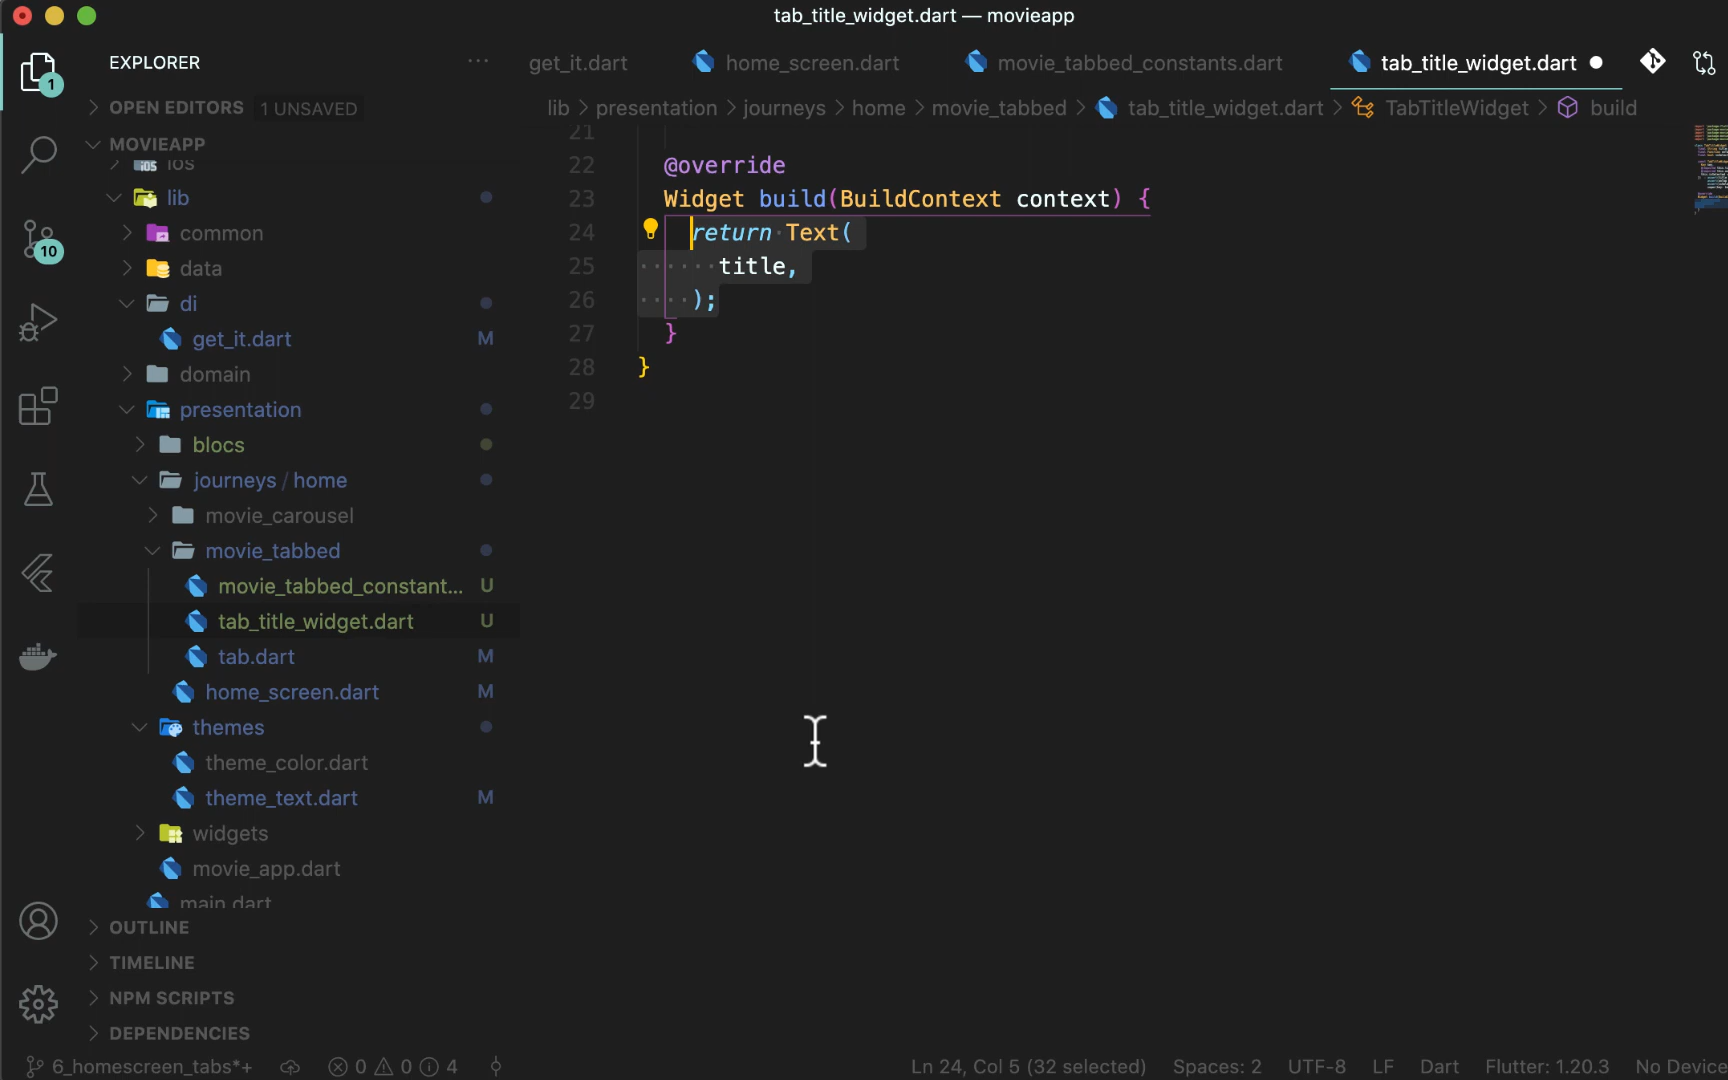 tab_title_widget.dart — movieapp
EXPLORER
get_it.dart
home_screen.dart
movie_tabbed_constants.dart
tab_title_widget.dart
1
OPEN EDITORS 1 UNSAVED
lib > presentation > journeys > home > movie_tabbed > tab_title_widget.dart > TabTitleWidget > build
MOVIEAPP
ios
lib
common
data
di
get_it.dart M
domain
presentation
blocs
journeys / home
movie_carousel
movie_tabbed
movie_tabbed_constant... U
tab_title_widget.dart U
tab.dart M
home_screen.dart M
themes
theme_color.dart
theme_text.dart M
widgets
movie_app.dart
main.dart
OUTLINE
TIMELINE
NPM SCRIPTS
DEPENDENCIES
10
21
22 @override
23 Widget build(BuildContext context) {
24 return Text(
25 title,
26 );
27 }
28 }
29
6_homescreen_tabs*+ 0 0 4 Ln 24, Col 5 (32 selected) Spaces: 2 UTF-8 LF Dart Flutter: 1.20.3 No Device